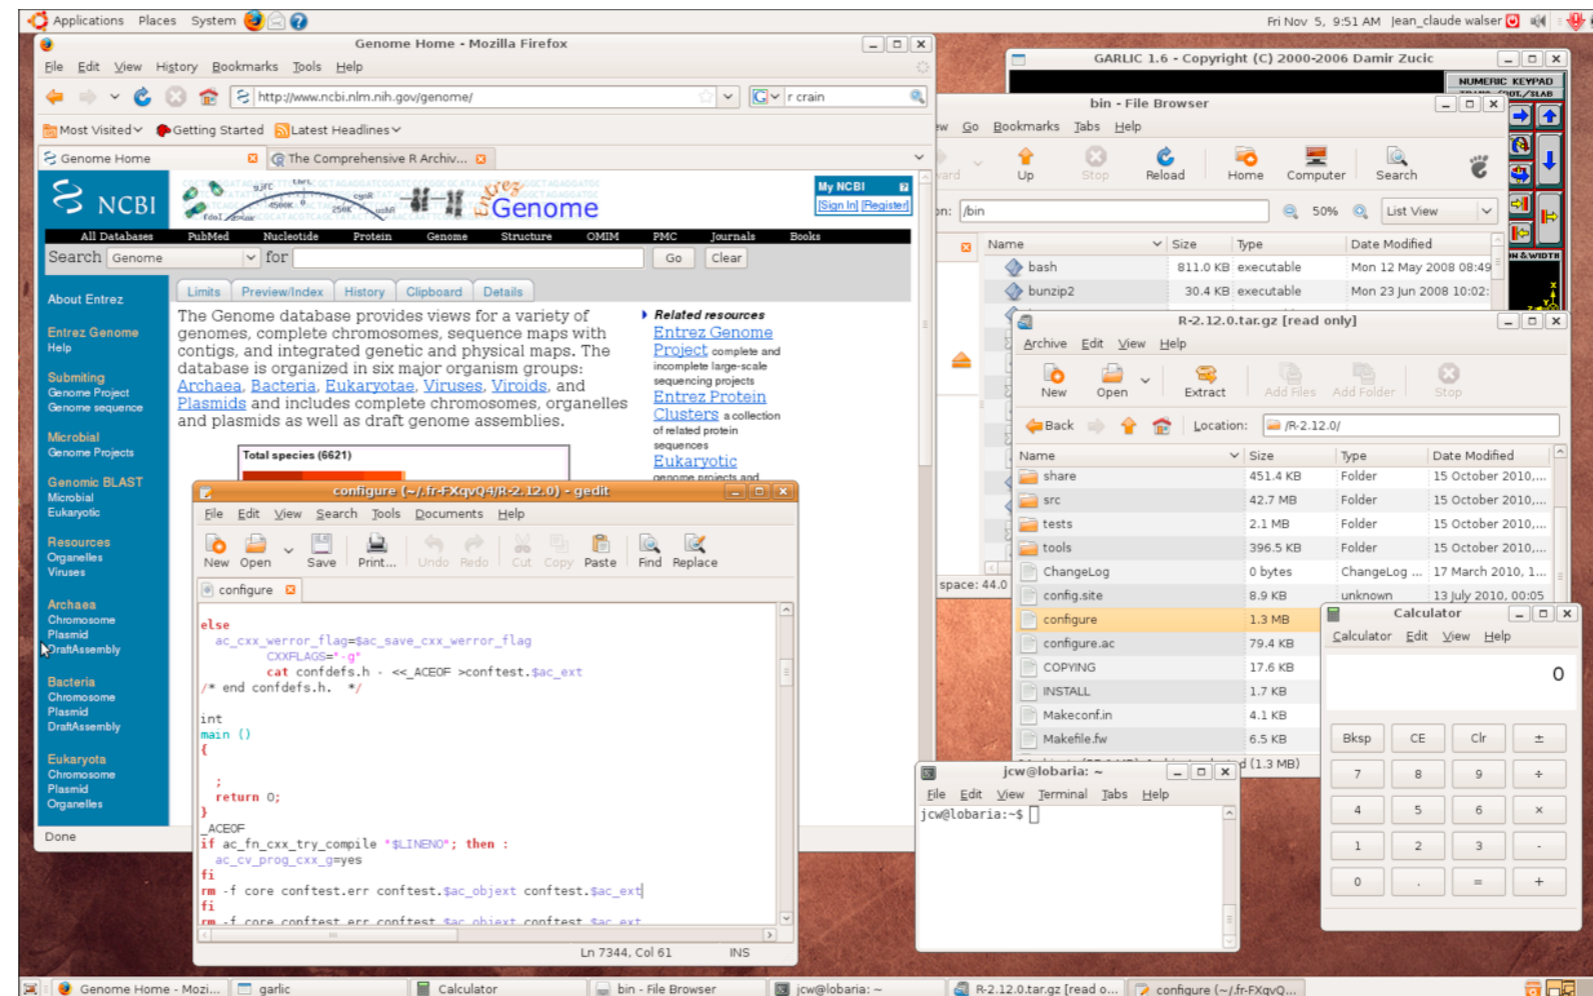 Applications Places System
Fri Nov 5, 9:51 AM Jean_claude walser
Genome Home - Mozilla Firefox
File Edit View History Bookmarks Tools Help
http://www.ncbi.nlm.nih.gov/genome/
r crain
Most Visited Getting Started Latest Headlines
Genome Home
The Comprehensive R Archiv...
NCBI
Entrez
Genome
My NCBI
[Sign In] [Register]
All Databases PubMed Nucleotide Protein Genome Structure OMIM PMC Journals Books
Search Genome for Go Clear
Limits Preview/Index History Clipboard Details
About Entrez
Entrez Genome
Help
Submiting
Genome Project
Genome sequence
Microbial
Genome Projects
Genomic BLAST
Microbial
Eukaryotic
Resources
Organelles
Viruses
Archaea
Chromosome
Plasmid
DraftAssembly
Bacteria
Chromosome
Plasmid
DraftAssembly
Eukaryota
Chromosome
Plasmid
Organelles
Done
The Genome database provides views for a variety of
genomes, complete chromosomes, sequence maps with
contigs, and integrated genetic and physical maps. The
database is organized in six major organism groups:
Archaea, Bacteria, Eukaryotae, Viruses, Viroids, and
Plasmids and includes complete chromosomes, organelles
and plasmids as well as draft genome assemblies.
Total species (6621)
Related resources
Entrez Genome
Project complete and
incomplete large-scale
sequencing projects
Entrez Protein
Clusters a collection
of related protein
sequences
Eukaryotic
genome projects and
configure (~/.fr-FXqvQ4/R-2.12.0) - gedit
File Edit View Search Tools Documents Help
New Open Save Print... Undo Redo Cut Copy Paste Find Replace
configure
else
ac_cxx_werror_flag=$ac_save_cxx_werror_flag
CXXFLAGS="-g"
cat confdefs.h - <<_ACEOF >conftest.$ac_ext
/* end confdefs.h. */
int
main ()
{
;
return 0;
}
_ACEOF
if ac_fn_cxx_try_compile "$LINENO"; then :
ac_cv_prog_cxx_g=yes
fi
rm -f core conftest.err conftest.$ac_objext conftest.$ac_ext
fi
rm -f core conftest.err conftest.$ac_objext conftest.$ac_ext
Ln 7344, Col 61 INS
GARLIC 1.6 - Copyright (C) 2000-2006 Damir Zucic
NUMERIC KEYPAD
bin - File Browser
Go Bookmarks Tabs Help
Up Stop Reload Home Computer Search
/bin 50% List View
Name Size Type Date Modified
bash 811.0 KB executable Mon 12 May 2008 08:49
bunzip2 30.4 KB executable Mon 23 Jun 2008 10:02:
space: 44.0
R-2.12.0.tar.gz [read only]
Archive Edit View Help
New Open Extract Add Files Add Folder Stop
Back Location: /R-2.12.0/
Name Size Type Date Modified
share 451.4 KB Folder 15 October 2010,...
src 42.7 MB Folder 15 October 2010,...
tests 2.1 MB Folder 15 October 2010,...
tools 396.5 KB Folder 15 October 2010,...
ChangeLog 0 bytes ChangeLog ... 17 March 2010, 1...
config.site 8.9 KB unknown 13 July 2010, 00:05
configure 1.3 MB
configure.ac 79.4 KB
COPYING 17.6 KB
INSTALL 1.7 KB
Makeconf.in 4.1 KB
Makefile.fw 6.5 KB
(1.3 MB)
Calculator
Calculator Edit View Help
0
Bksp CE Clr ±
7 8 9 ÷
4 5 6 ×
1 2 3 -
0 . = +
jcw@lobaria: ~
File Edit View Terminal Tabs Help
jcw@lobaria:~$
Genome Home - Mozi...
garlic
Calculator
bin - File Browser
jcw@lobaria: ~
R-2.12.0.tar.gz [read o...
configure (~/.fr-FXqvQ...